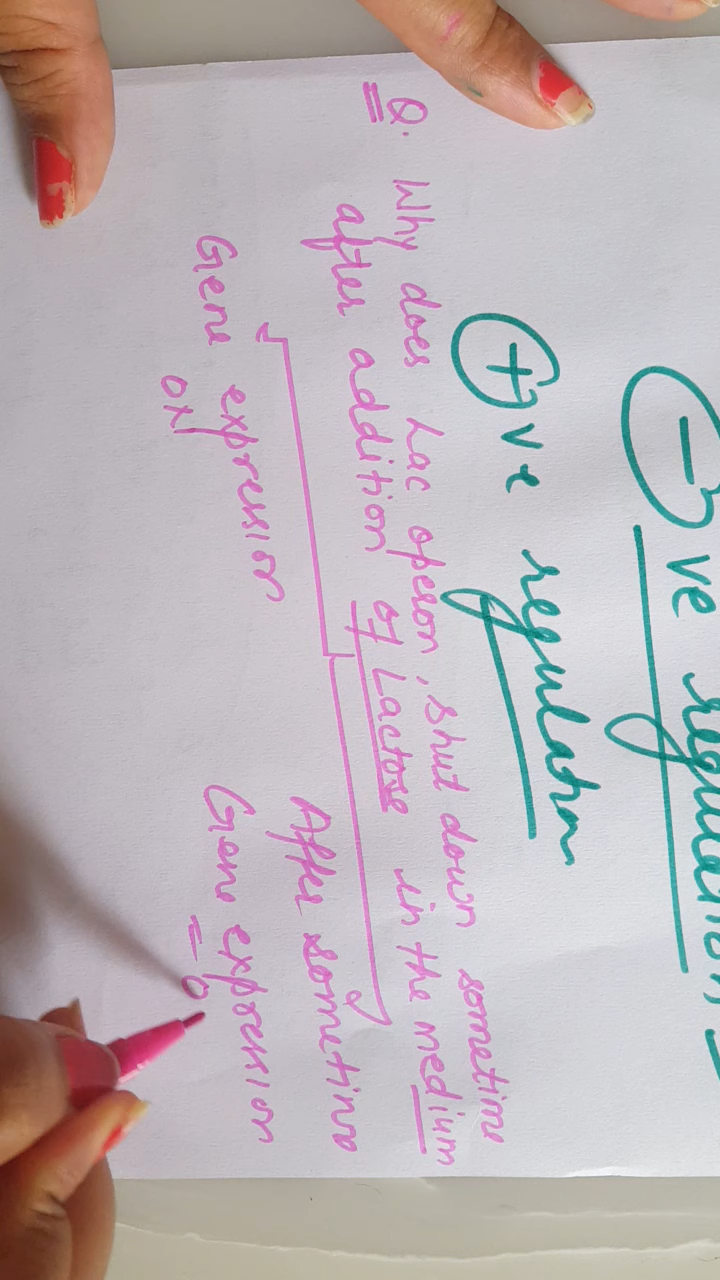 ⊖ve regulation
⊕ve regulation
Q. Why does Lac operon, shut down sometime
after addition of Lactose in the medium
Gene expression
on
After sometime
Gene expression
= 0